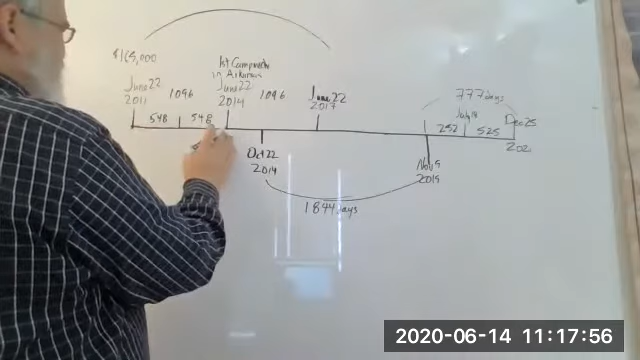 $165,000
1st Campmeeting
in Arkansas
June 22
2011
1096
June 22
2014
1096
June 22
2017
777 days
July 18
Dec 25
548
548
252
525
2021
Oct 22
2014
Nov 9
2019
1844 days
2020-06-14 11:17:56